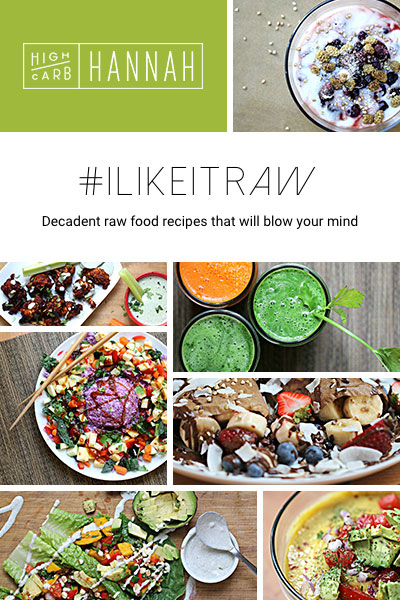 HIGH CARB HANNAH
#ILIKEITRAW
Decadent raw food recipes that will blow your mind